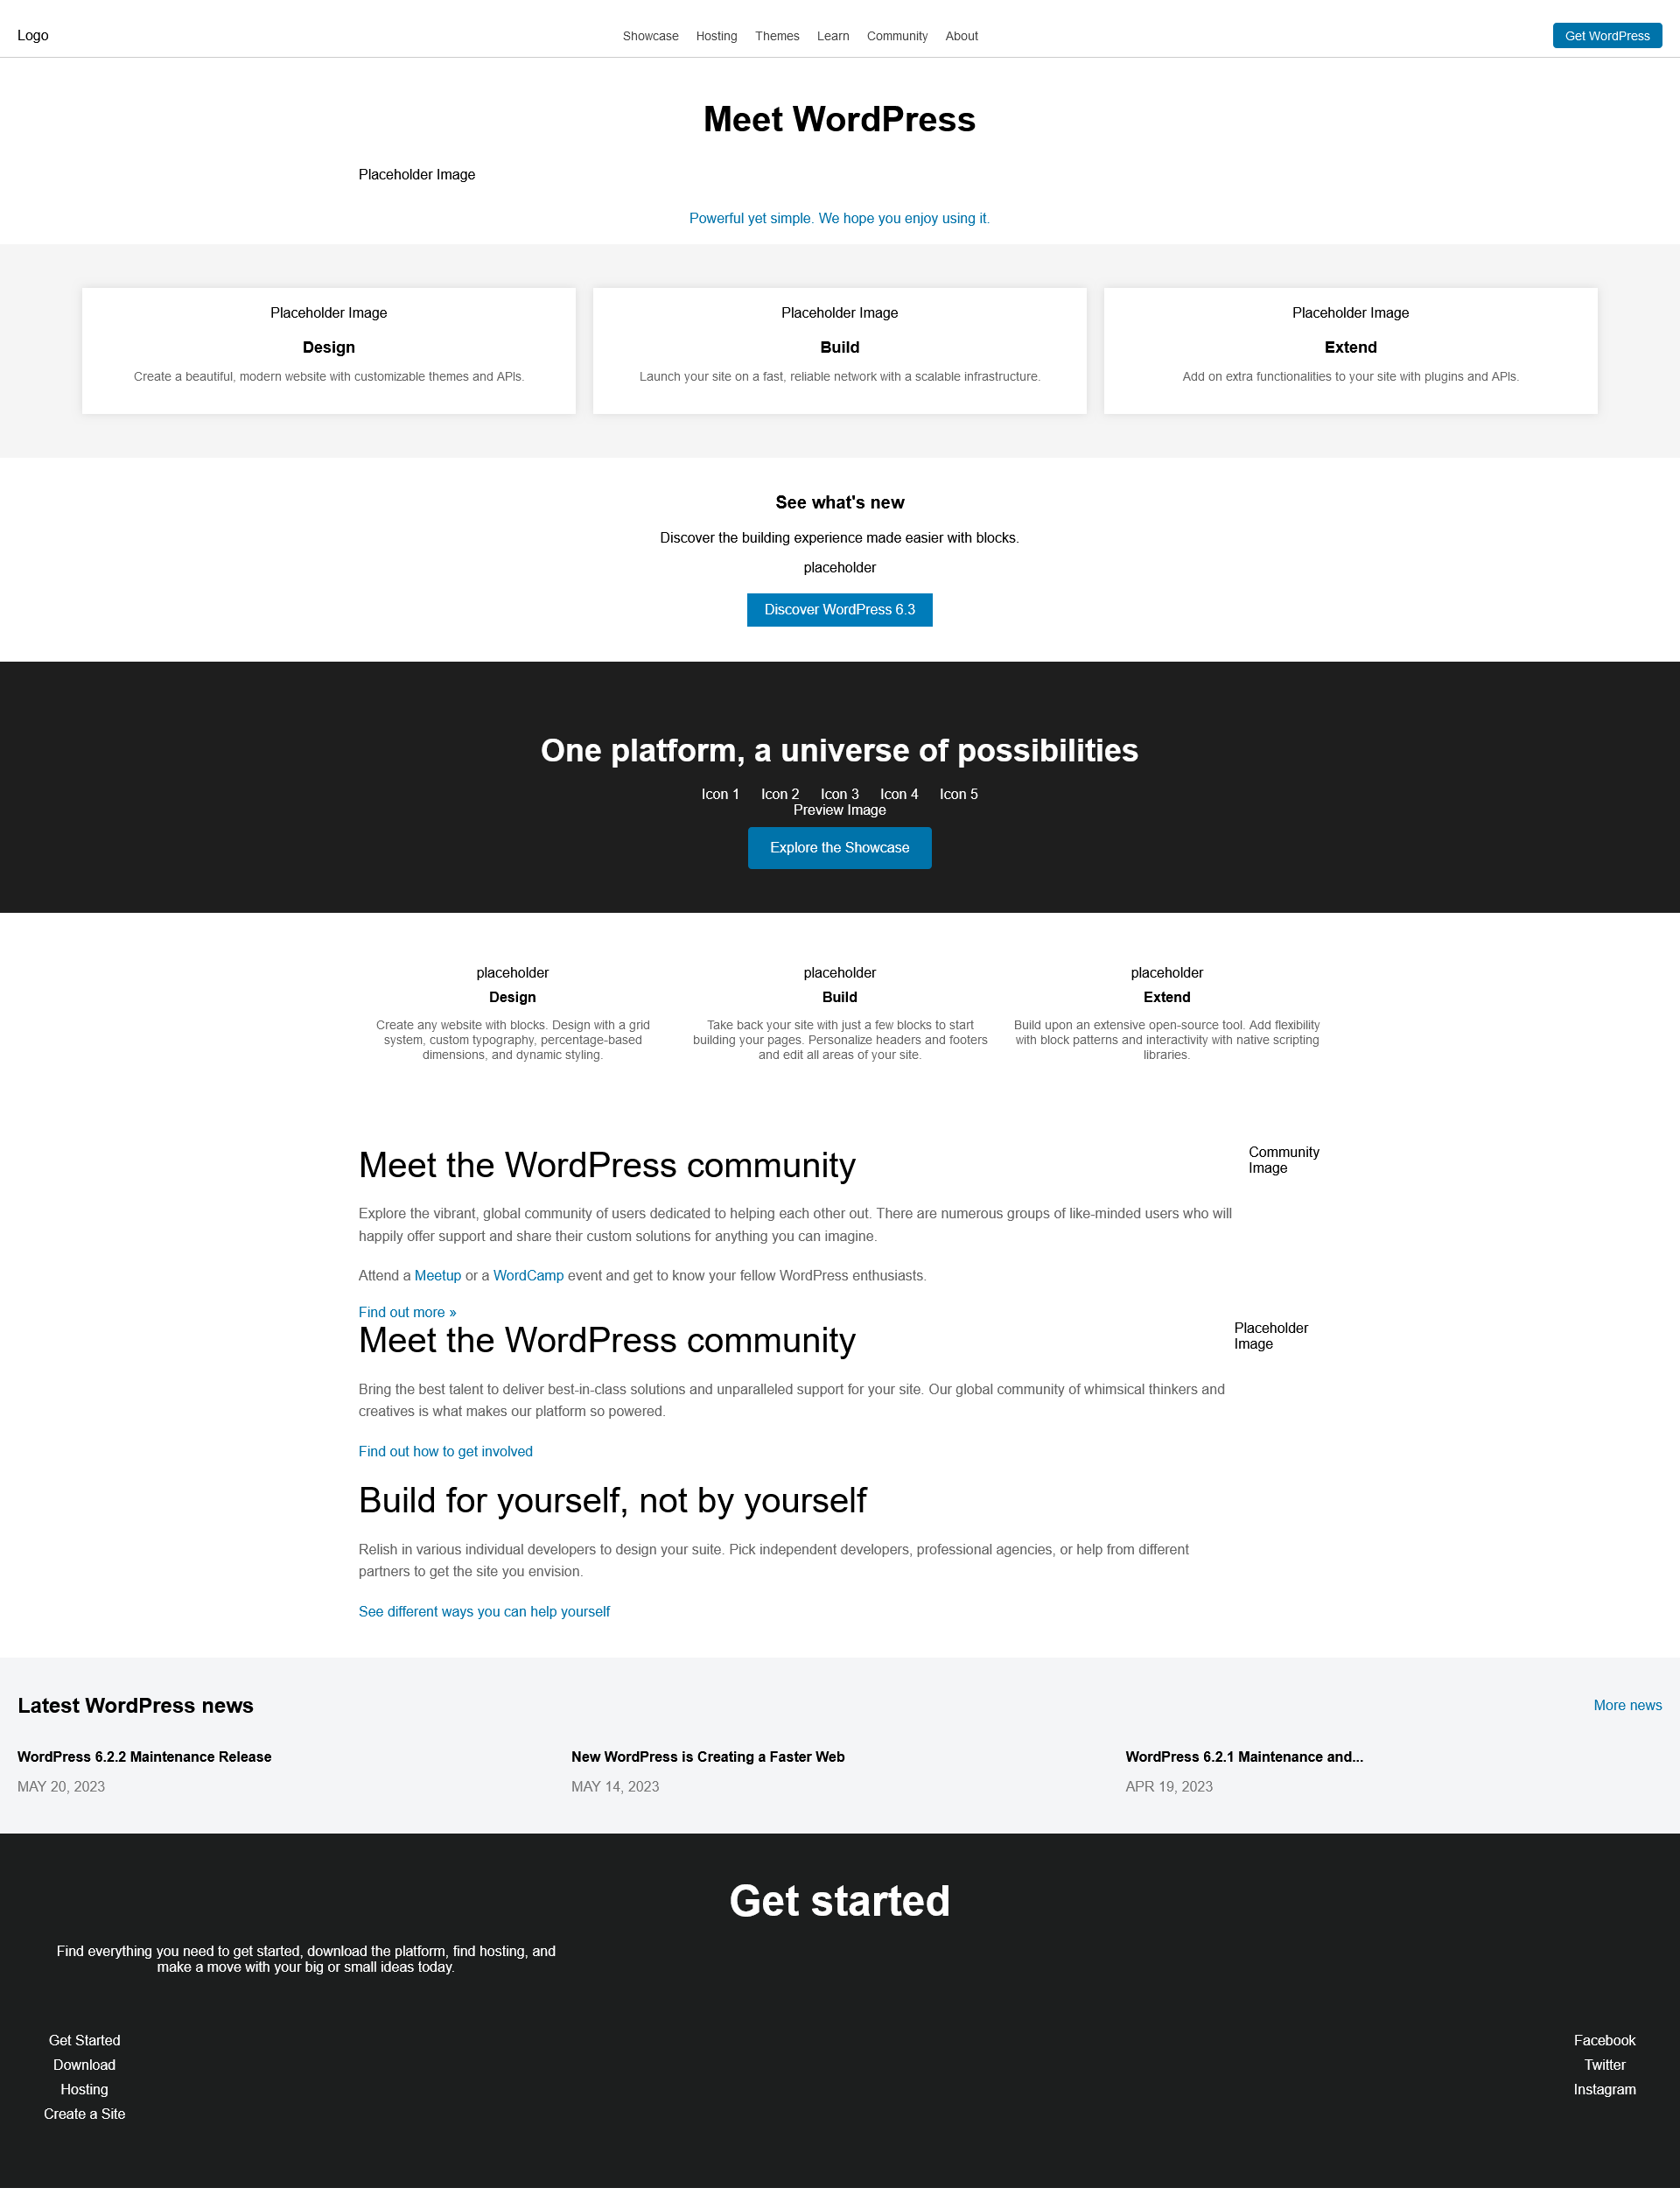 Logo
Showcase Hosting Themes Learn Community About
Get WordPress
Meet WordPress
Placeholder Image
Powerful yet simple. We hope you enjoy using it.
Placeholder Image
Design
Create a beautiful, modern website with customizable themes and APIs.
Placeholder Image
Build
Launch your site on a fast, reliable network with a scalable infrastructure.
Placeholder Image
Extend
Add on extra functionalities to your site with plugins and APIs.
See what's new
Discover the building experience made easier with blocks.
placeholder
Discover WordPress 6.3
One platform, a universe of possibilities
Icon 1 Icon 2 Icon 3 Icon 4 Icon 5
Preview Image
Explore the Showcase
placeholder
Design
Create any website with blocks. Design with a grid
system, custom typography, percentage-based
dimensions, and dynamic styling.
placeholder
Build
Take back your site with just a few blocks to start
building your pages. Personalize headers and footers
and edit all areas of your site.
placeholder
Extend
Build upon an extensive open-source tool. Add flexibility
with block patterns and interactivity with native scripting
libraries.
Meet the WordPress community
Explore the vibrant, global community of users dedicated to helping each other out. There are numerous groups of like-minded users who will
happily offer support and share their custom solutions for anything you can imagine.
Attend a Meetup or a WordCamp event and get to know your fellow WordPress enthusiasts.
Find out more »
Community
Image
Meet the WordPress community
Bring the best talent to deliver best-in-class solutions and unparalleled support for your site. Our global community of whimsical thinkers and
creatives is what makes our platform so powered.
Find out how to get involved
Placeholder
Image
Build for yourself, not by yourself
Relish in various individual developers to design your suite. Pick independent developers, professional agencies, or help from different
partners to get the site you envision.
See different ways you can help yourself
Latest WordPress news
More news
WordPress 6.2.2 Maintenance Release
MAY 20, 2023
New WordPress is Creating a Faster Web
MAY 14, 2023
WordPress 6.2.1 Maintenance and...
APR 19, 2023
Get started
Find everything you need to get started, download the platform, find hosting, and
make a move with your big or small ideas today.
Get Started
Download
Hosting
Create a Site
Facebook
Twitter
Instagram